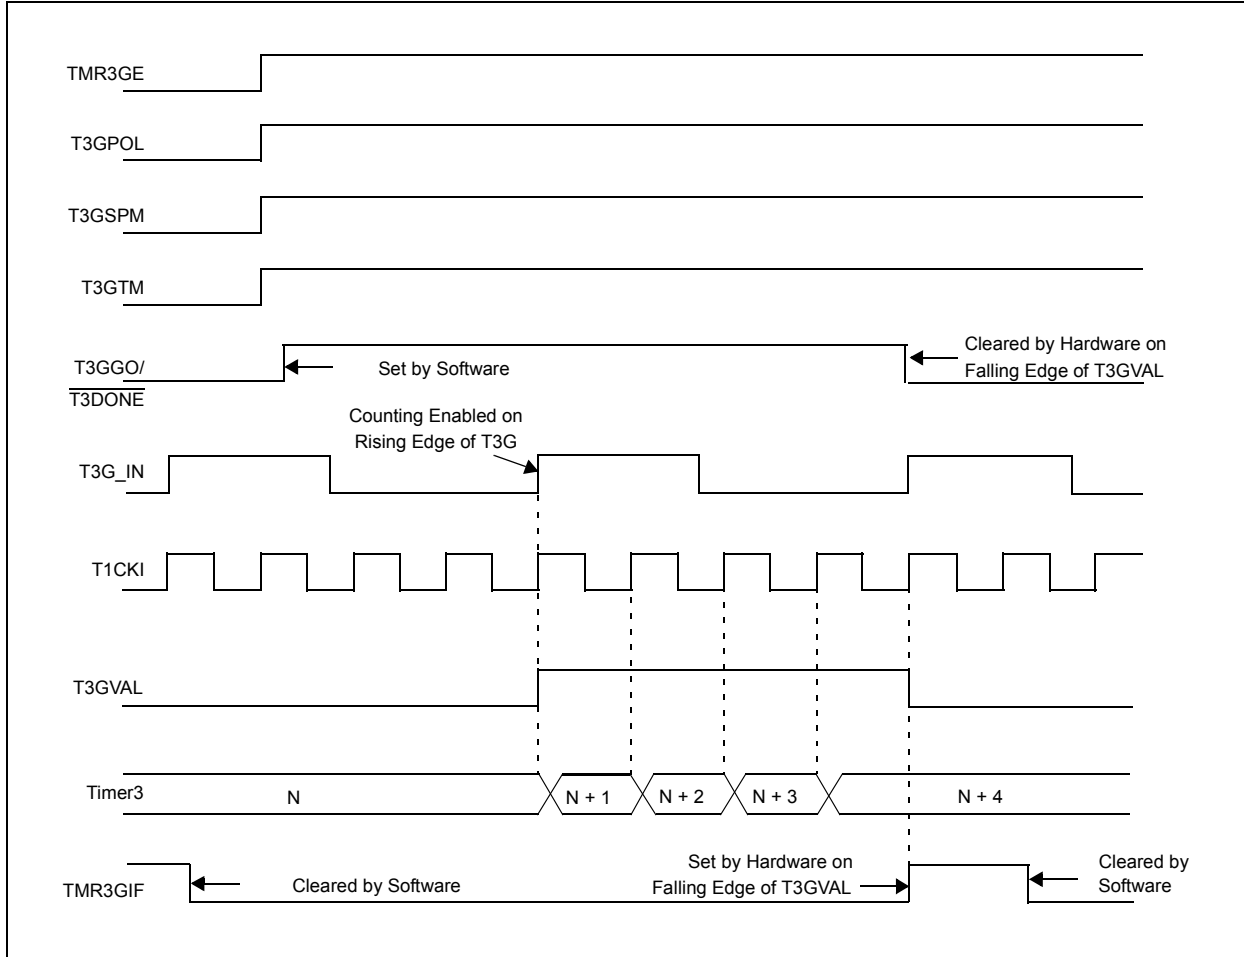 TMR3GE
T3GPOL
T3GSPM
T3GTM
T3GGO/
T3DONE
Set by Software
Cleared by Hardware on
Falling Edge of T3GVAL
Counting Enabled on
Rising Edge of T3G
T3G_IN
T1CKI
T3GVAL
Timer3
N
N + 1
N + 2
N + 3
N + 4
TMR3GIF
Cleared by Software
Set by Hardware on
Falling Edge of T3GVAL
Cleared by
Software